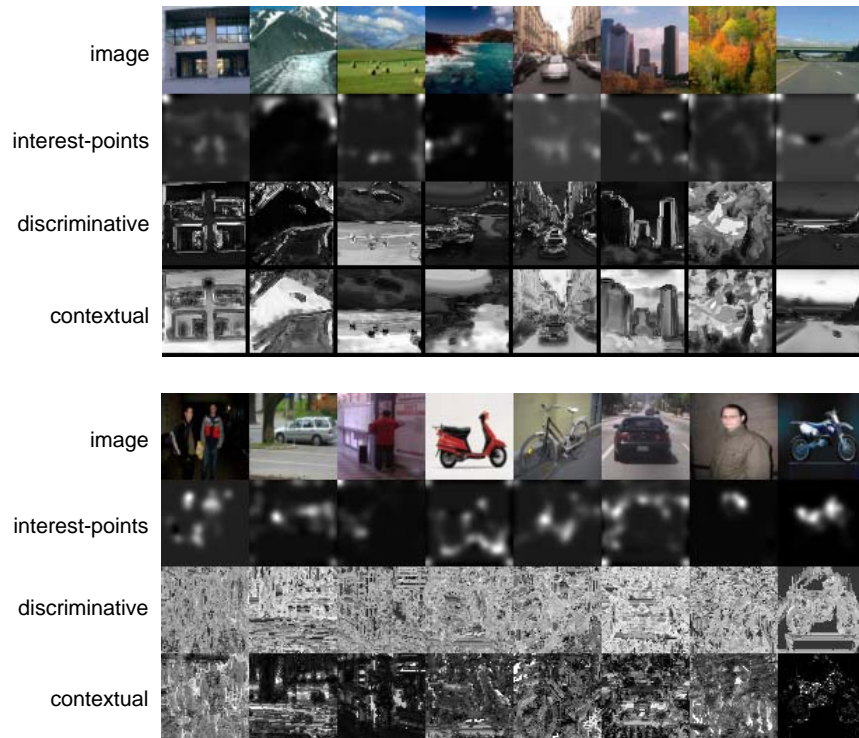 image
interest-points
discriminative
contextual
image
interest-points
discriminative
contextual